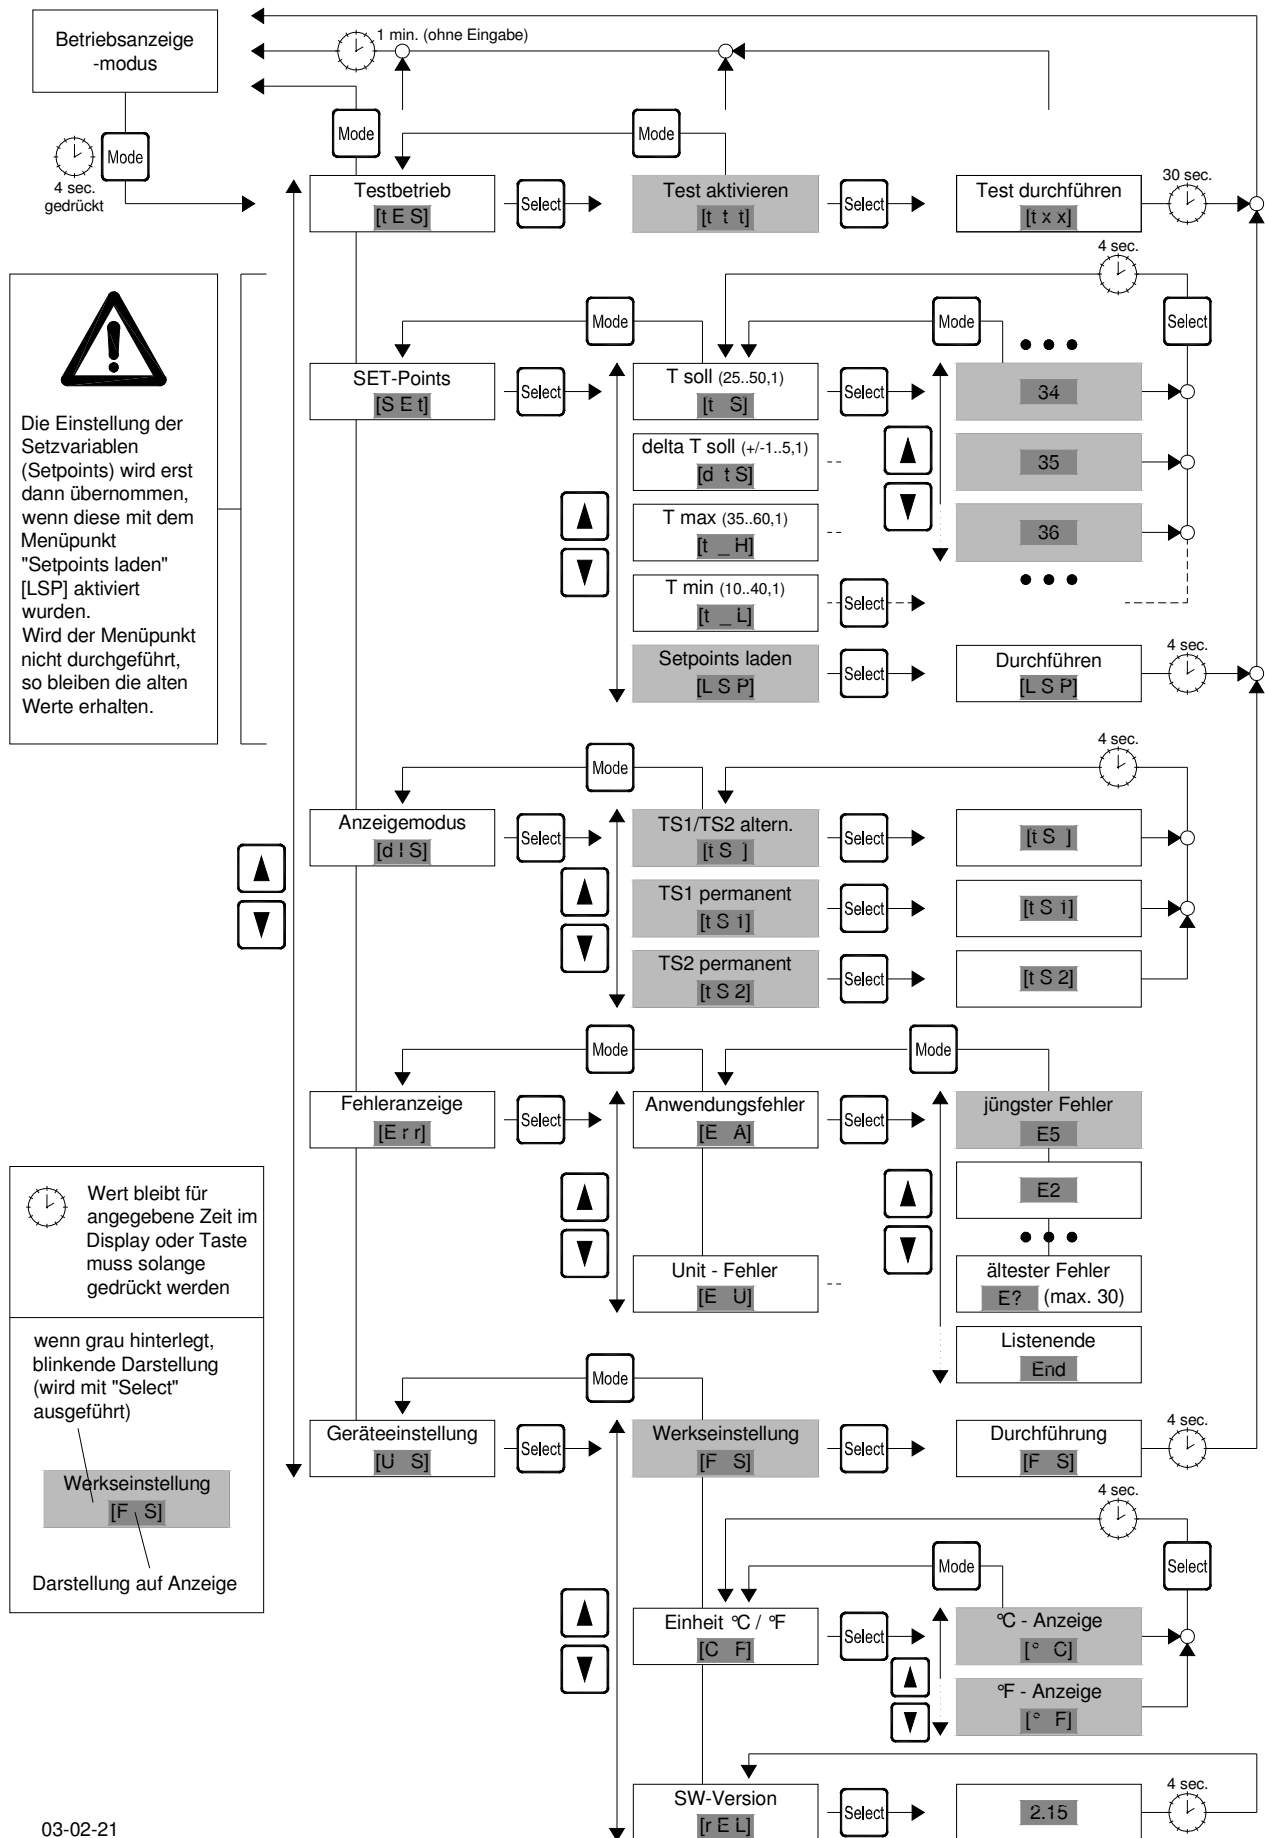 Betriebsanzeige
-modus
1 min. (ohne Eingabe)
Mode
4 sec.
gedrückt
Mode
Mode
Testbetrieb
[t E S]
Select
Test aktivieren
[t t t]
Select
Test durchführen
[t x x]
30 sec.
Die Einstellung der
Setzvariablen
(Setpoints) wird erst
dann übernommen,
wenn diese mit dem
Menüpunkt
"Setpoints laden"
[LSP] aktiviert
wurden.
Wird der Menüpunkt
nicht durchgeführt,
so bleiben die alten
Werte erhalten.
4 sec.
Mode
Mode
Select
SET-Points
[S E t]
Select
T soll (25..50,1)
[t S]
Select
34
delta T soll (+/-1..5,1)
[d t S]
35
T max (35..60,1)
[t _ H]
36
T min (10..40,1)
[t _ L]
Select
Setpoints laden
[L S P]
Select
Durchführen
[L S P]
4 sec.
4 sec.
Mode
Anzeigemodus
[d I S]
Select
TS1/TS2 altern.
[t S ]
Select
[t S ]
TS1 permanent
[t S 1]
Select
[t S 1]
TS2 permanent
[t S 2]
Select
[t S 2]
Mode
Mode
Fehleranzeige
[E r r]
Select
Anwendungsfehler
[E A]
Select
jüngster Fehler
E5
E2
Unit - Fehler
[E U]
ältester Fehler
E? (max. 30)
Listenende
End
Wert bleibt für
angegebene Zeit im
Display oder Taste
muss solange
gedrückt werden
wenn grau hinterlegt,
blinkende Darstellung
(wird mit "Select"
ausgeführt)
Werkseinstellung
[F S]
Darstellung auf Anzeige
Mode
Geräteeinstellung
[U S]
Select
Werkseinstellung
[F S]
Select
Durchführung
[F S]
4 sec.
4 sec.
Mode
Select
Einheit °C / °F
[C F]
Select
°C - Anzeige
[° C]
°F - Anzeige
[° F]
SW-Version
[r E L]
Select
2.15
4 sec.
03-02-21